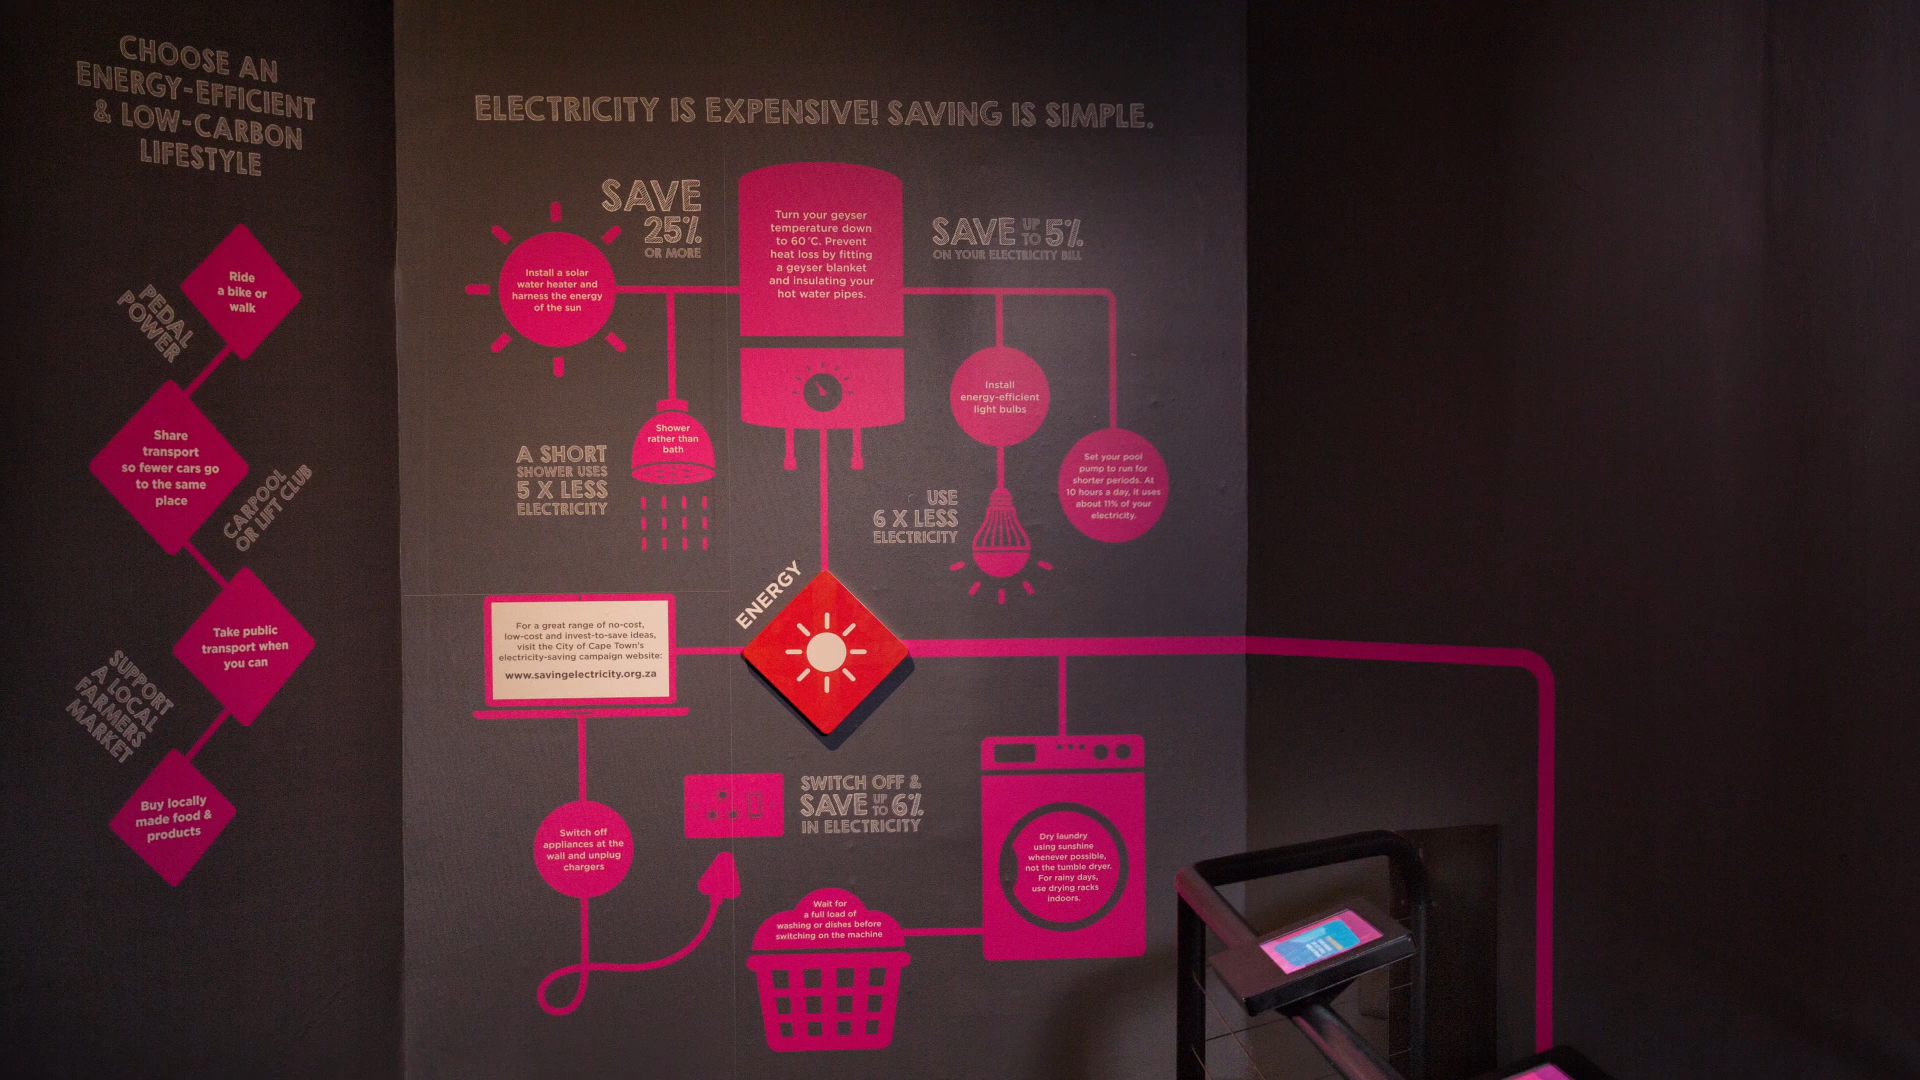 CHOOSE AN
ENERGY-EFFICIENT
& LOW-CARBON
LIFESTYLE
Ride
a bike or
walk
PEDAL
POWER
Share
transport
so fewer cars go
to the same
place
CARPOOL
OR LIFT CLUB
Take public
transport when
you can
SUPPORT
A LOCAL
FARMERS
MARKET
Buy locally
made food &
products
ELECTRICITY IS EXPENSIVE! SAVING IS SIMPLE.
SAVE
25%
OR MORE
Install a solar
water heater and
harness the energy
of the sun
Turn your geyser
temperature down
to 60°C. Prevent
heat loss by fitting
a geyser blanket
and insulating your
hot water pipes.
SAVE UP TO 5%
ON YOUR ELECTRICITY BILL
Shower
rather than
bath
A SHORT
SHOWER USES
5 X LESS
ELECTRICITY
Install
energy-efficient
light bulbs
USE
6 X LESS
ELECTRICITY
Set your pool
pump to run for
shorter periods. At
10 hours a day, it uses
about 11% of your
electricity.
ENERGY
For a great range of no-cost,
low-cost and invest-to-save ideas,
visit the City of Cape Town's
electricity-saving campaign website:
www.savingelectricity.org.za
Switch off
appliances at the
wall and unplug
chargers
SWITCH OFF &
SAVE UP TO 6%
IN ELECTRICITY
Dry laundry
using sunshine
whenever possible,
not the tumble dryer.
For rainy days,
use drying racks
indoors.
Wait for
a full load of
washing or dishes before
switching on the machine